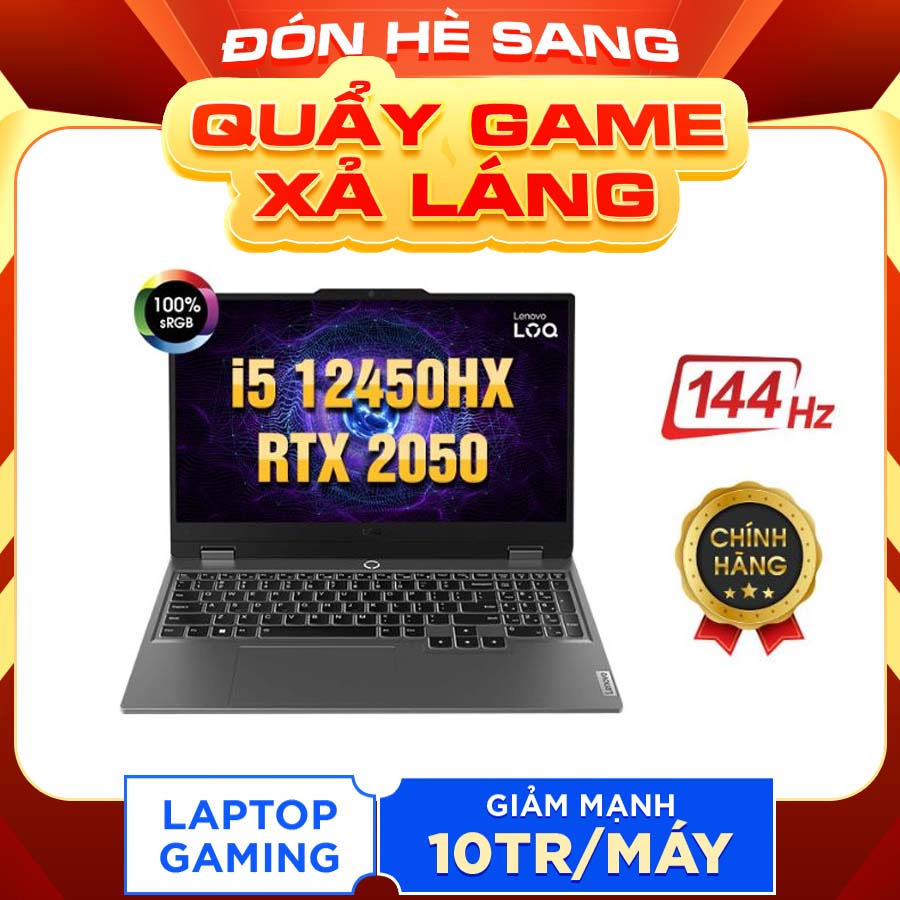 ĐÓN HÈ SANG
QUẨY GAME
XẢ LÁNG
100%
sRGB
Lenovo
LOQ
i5 12450HX
RTX 2050
144Hz
CHÍNH
HÃNG
Lenovo
LAPTOP
GAMING
GIẢM MẠNH
10TR/MÁY